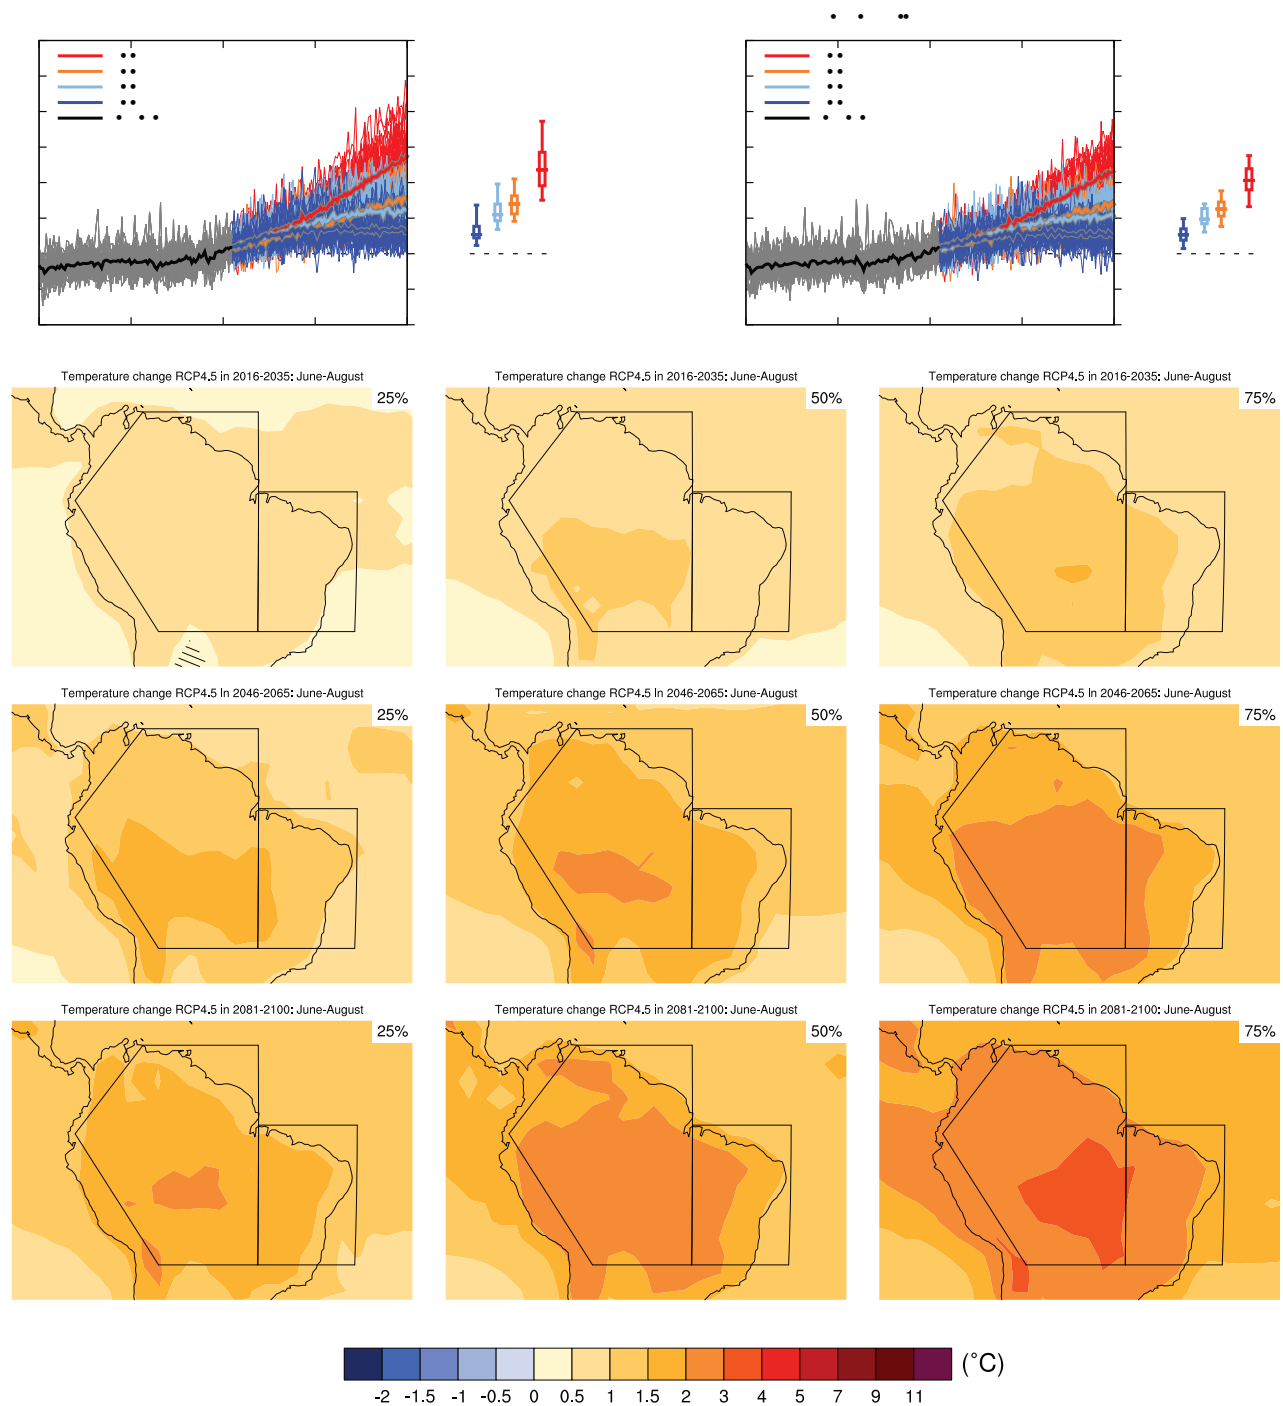 Temperature change RCP4.5 in 2016-2035: June-August
25%
Temperature change RCP4.5 in 2016-2035: June-August
50%
Temperature change RCP4.5 in 2016-2035: June-August
75%
Temperature change RCP4.5 in 2046-2065: June-August
25%
Temperature change RCP4.5 in 2046-2065: June-August
50%
Temperature change RCP4.5 in 2046-2065: June-August
75%
Temperature change RCP4.5 in 2081-2100: June-August
25%
Temperature change RCP4.5 in 2081-2100: June-August
50%
Temperature change RCP4.5 in 2081-2100: June-August
75%
(°C)
-2 -1.5 -1 -0.5 0 0.5 1 1.5 2 3 4 5 7 9 11